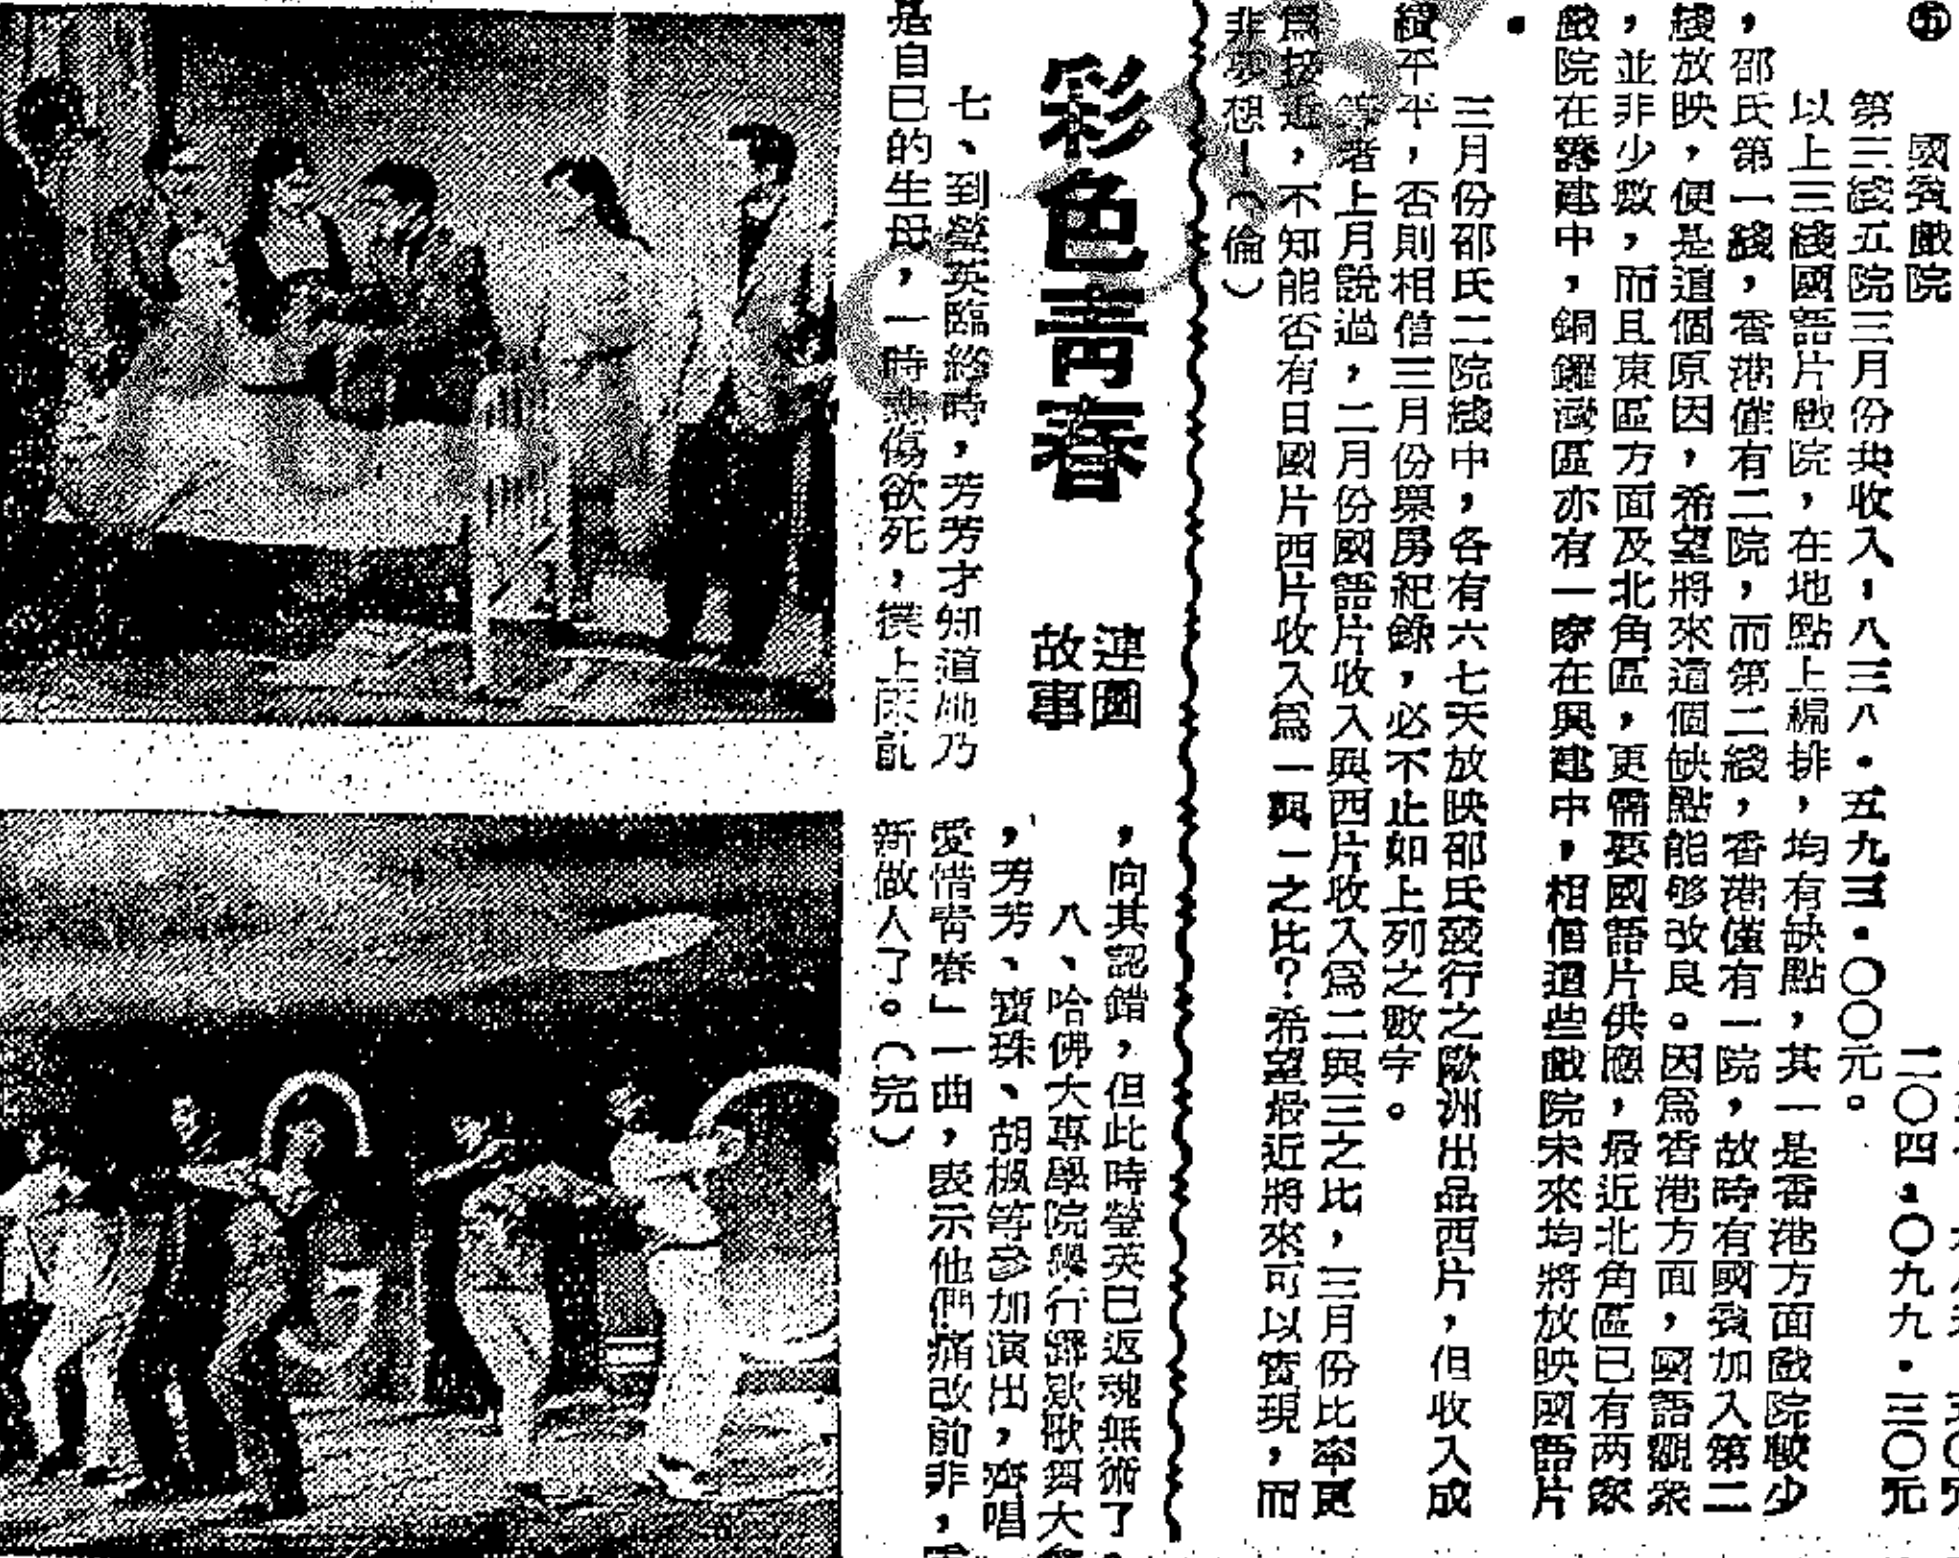 ㊄
國賓戲院
二〇四．〇九九．三〇元
第三綫五院三月份共收入，八三八．五九三．〇〇元。
以上三綫國語片戲院，在地點上編排，均有缺點，其一是香港方面戲院較少
，邵氏第一綫，香港僅有二院，而第二綫，香港僅有一院，故時有國賓加入第二
綫放映，便是這個原因，希望將來這個缺點能够改良。因爲香港方面，國語觀衆
，並非少數，而且東區方面及北角區，更需要國語片供應，最近北角區已有两家
戲院在籌建中，銅鑼灣區亦有一家在興建中，相信這些戲院未來均將放映國語片
。
三月份邵氏二院綫中，各有六七天放映邵氏發行之歐洲出品西片，但收入成
績平平，否則相信三月份票房紀錄，必不止如上列之數字。
筆者上月說過，二月份國語片收入與西片收入爲二與三之比，三月份比率更
爲接近，不知能否有日國片西片收入爲一與一之比？希望最近將來可以實現，而
非夢想！（倫）
彩色青春
連圖
故事
七、到瑩英臨終時，芳芳才知道她乃
是自已的生母，一時悲傷欲死，撲上床前
，向其認錯，但此時瑩英已返魂無術了。
八、哈佛大專學院舉行籌欵歌舞大會
，芳芳、寶珠、胡楓等參加演出，齊唱
愛惜青春」一曲，表示他們痛改前非，重
新做人了。（完）